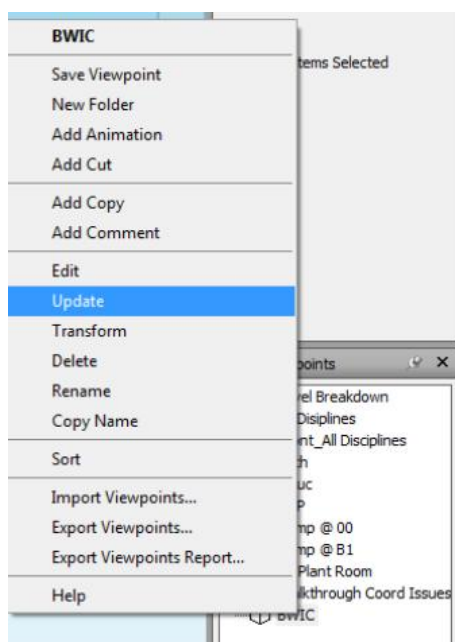 BWIC
tems Selected
Save Viewpoint
New Folder
Add Animation
Add Cut
Add Copy
Add Comment
Edit
Update
Transform
Delete
points
Rename
el Breakdown
Copy Name
Disiplines
nt_All Disciplines
Sort
h
uc
P
Import Viewpoints...
Export Viewpoints...
mp @ 00
Export Viewpoints Report...
mp @ B1
Plant Room
Help
lkthrough Coord Issues
BWIC